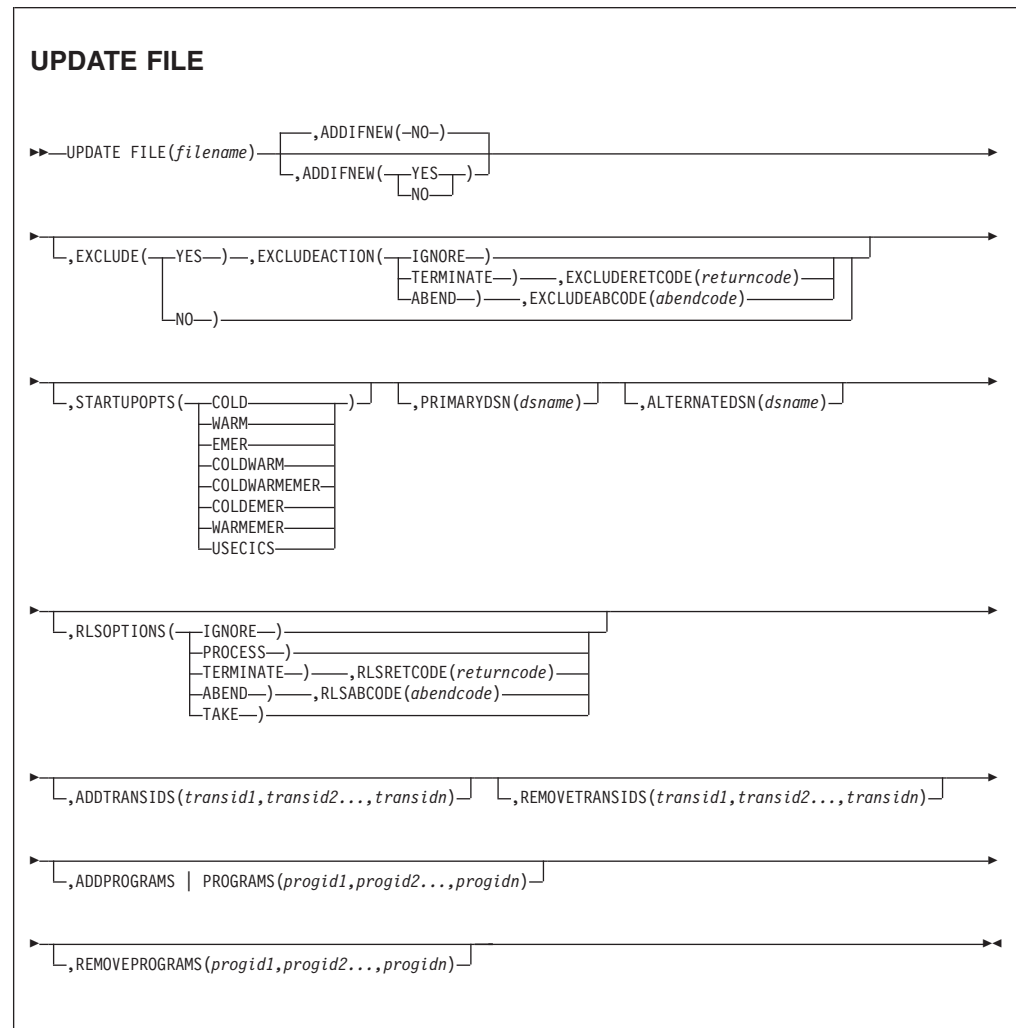 UPDATE FILE
,ADDIFNEW(NO)
UPDATE FILE(filename)
,ADDIFNEW(YES)
NO
,EXCLUDE(YES),EXCLUDEACTION(IGNORE)
TERMINATE),EXCLUDERETCODE(returncode)
ABEND),EXCLUDEABCODE(abendcode)
NO)
,STARTUPOPTS(COLD) ,PRIMARYDSN(dsname) ,ALTERNATEDSN(dsname)
WARM
EMER
COLDWARM
COLDWARMEMER
COLDEMER
WARMEMER
USECICS
,RLSOPTIONS(IGNORE)
PROCESS)
TERMINATE),RLSRETCODE(returncode)
ABEND),RLSABCODE(abendcode)
TAKE)
,ADDTRANSIDS(transid1,transid2...,transidn) ,REMOVETRANSIDS(transid1,transid2...,transidn)
,ADDPROGRAMS | PROGRAMS(progid1,progid2...,progidn)
,REMOVEPROGRAMS(progid1,progid2...,progidn)